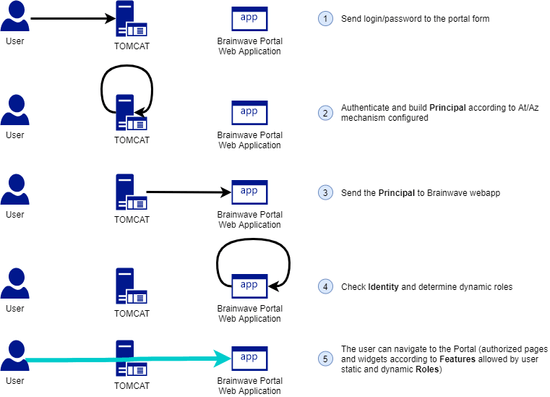 app
1 Send login/password to the portal form
User
TOMCAT
Brainwave Portal
Web Application
app
2 Authenticate and build Principal according to At/Az
mechanism configured
User
TOMCAT
Brainwave Portal
Web Application
app
3 Send the Principal to Brainwave webapp
User
TOMCAT
Brainwave Portal
Web Application
app
4 Check Identity and determine dynamic roles
User
TOMCAT
Brainwave Portal
Web Application
app
5 The user can navigate to the Portal (authorized pages
and widgets according to Features allowed by user
static and dynamic Roles)
User
TOMCAT
Brainwave Portal
Web Application